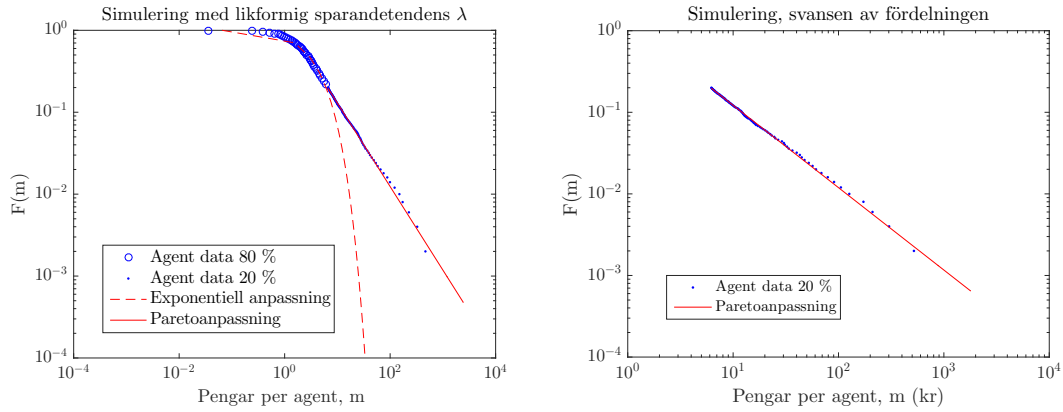 Simulering med likformig sparandetendens λ
10^0
10^-1
10^-2
10^-3
10^-4
F(m)
Agent data 80 %
Agent data 20 %
Exponentiell anpassning
Paretoanpassning
10^-4
10^-2
10^0
10^2
10^4
Pengar per agent, m
Simulering, svansen av fördelningen
10^0
10^-1
10^-2
10^-3
10^-4
F(m)
Agent data 20 %
Paretoanpassning
10^0
10^1
10^2
10^3
10^4
Pengar per agent, m (kr)